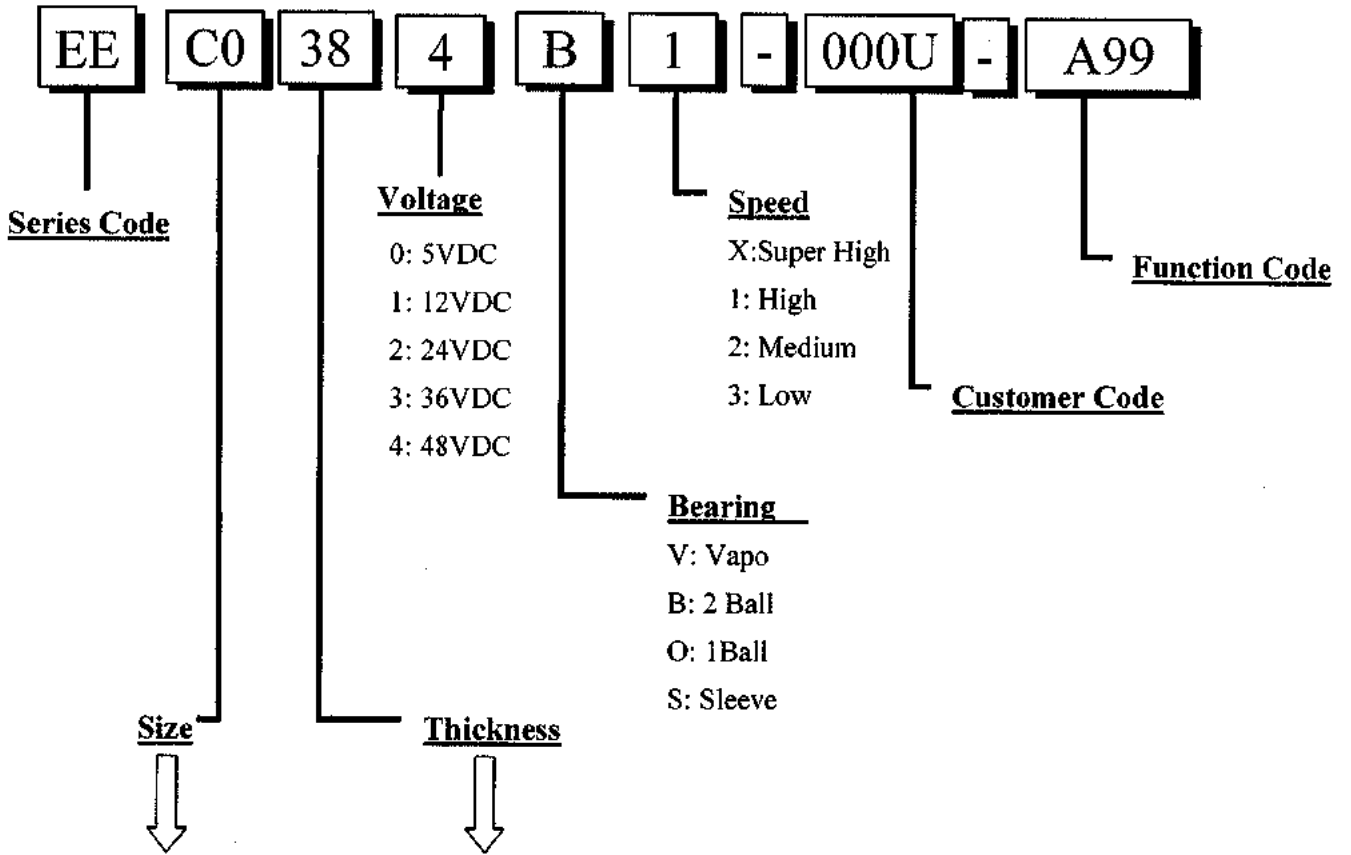 EE C0 38 4 B 1 - 000U - A99
Series Code
Voltage
0: 5VDC
1: 12VDC
2: 24VDC
3: 36VDC
4: 48VDC
Speed
X:Super High
1: High
2: Medium
3: Low
Function Code
Customer Code
Bearing
V: Vapo
B: 2 Ball
O: 1Ball
S: Sleeve
Size
Thickness